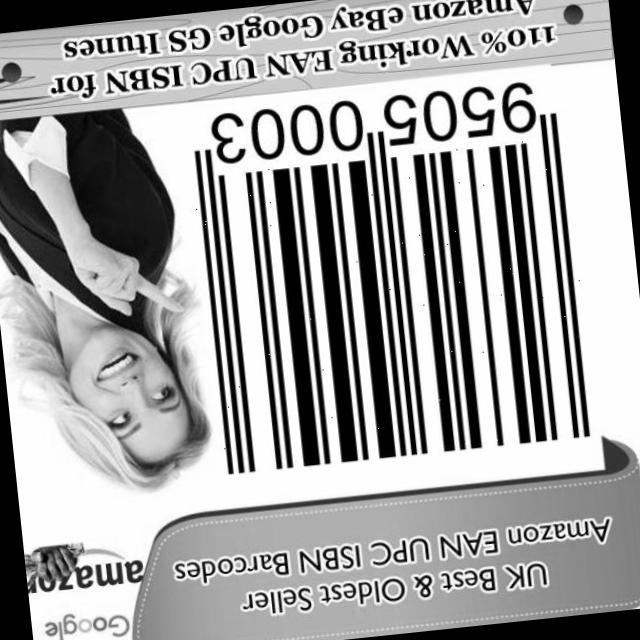 Google
UK Best & Oldest Seller
Amazon EAN UPC ISBN Barcodes
amazon
9505 0003
110% Working EAN UPC ISBN for
Amazon eBay Google GS Itunes